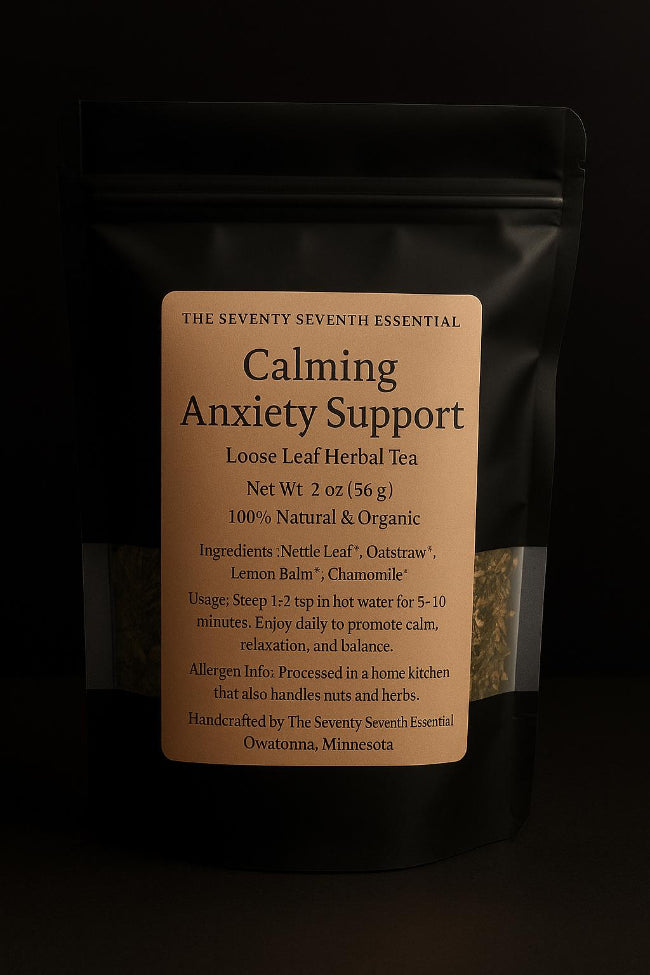 THE SEVENTY SEVENTH ESSENTIAL
Calming
Anxiety Support
Loose Leaf Herbal Tea
Net Wt 2 oz (56 g)
100% Natural & Organic
Ingredients :Nettle Leaf*, Oatstraw*,
Lemon Balm*, Chamomile*
Usage; Steep 1-2 tsp in hot water for 5-10
minutes. Enjoy daily to promote calm,
relaxation, and balance.
Allergen Info: Processed in a home kitchen
that also handles nuts and herbs.
Handcrafted by The Seventy Seventh Essential
Owatonna, Minnesota